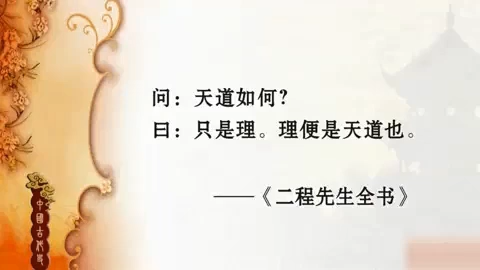 问：天道如何？
曰：只是理。理便是天道也。
——《二程先生全书》